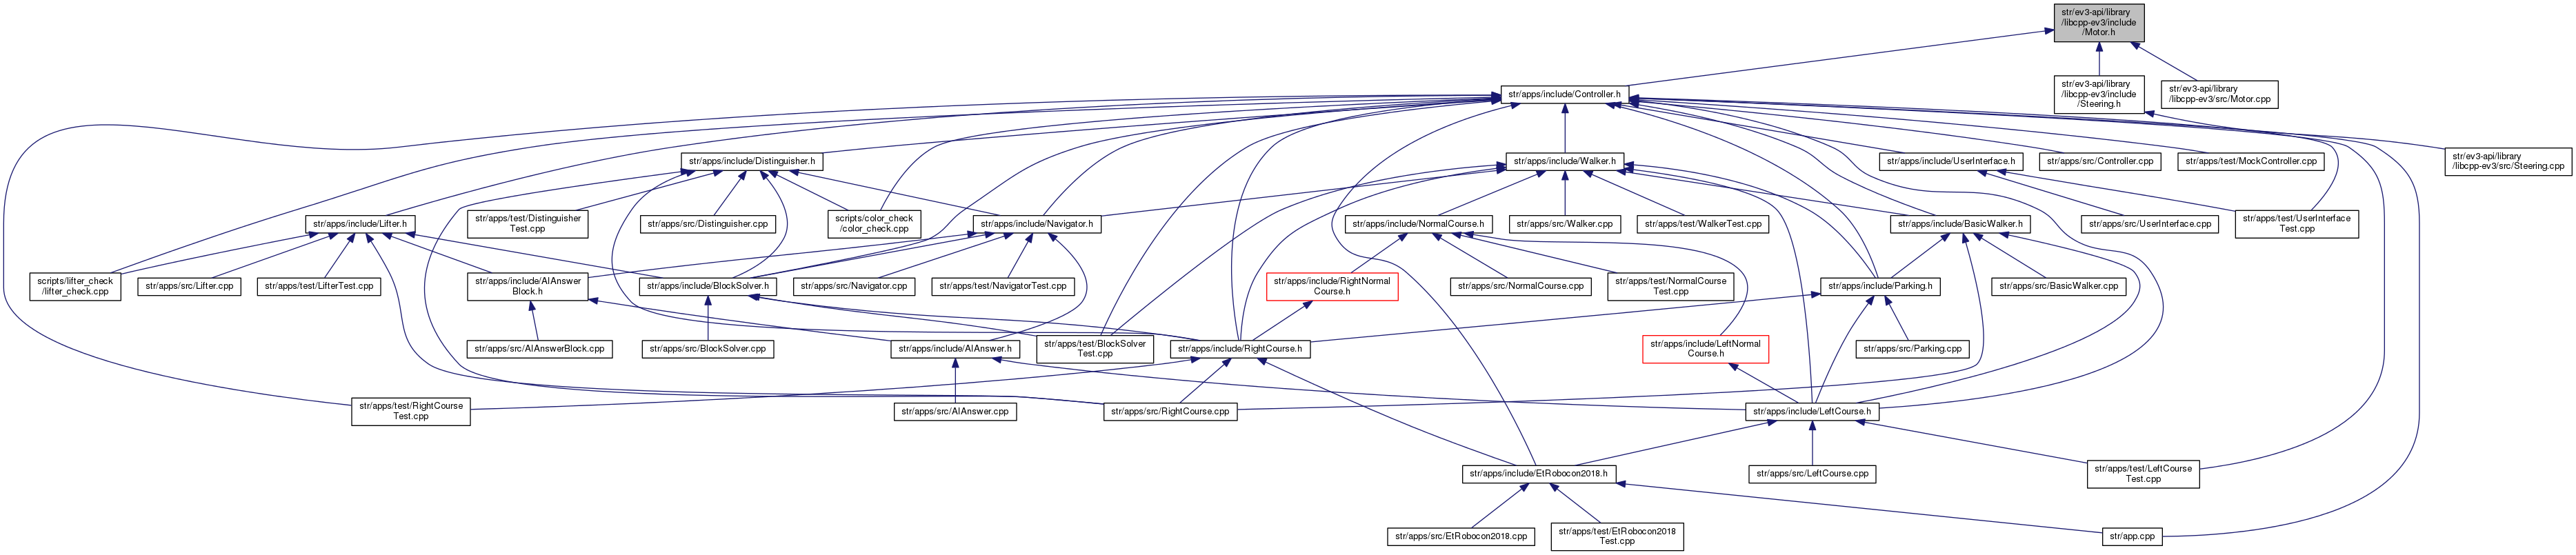 str/ev3-api/library
/libcpp-ev3/include
/Motor.h
str/apps/include/Controller.h
str/ev3-api/library
/libcpp-ev3/include
/Steering.h
str/ev3-api/library
/libcpp-ev3/src/Motor.cpp
str/apps/include/Distinguisher.h
str/apps/include/Walker.h
str/apps/include/UserInterface.h
str/apps/src/Controller.cpp
str/apps/test/MockController.cpp
str/ev3-api/library
/libcpp-ev3/src/Steering.cpp
str/apps/include/Lifter.h
str/apps/test/Distinguisher
Test.cpp
str/apps/src/Distinguisher.cpp
scripts/color_check
/color_check.cpp
str/apps/include/Navigator.h
str/apps/include/NormalCourse.h
str/apps/src/Walker.cpp
str/apps/test/WalkerTest.cpp
str/apps/include/BasicWalker.h
str/apps/src/UserInterface.cpp
str/apps/test/UserInterface
Test.cpp
scripts/lifter_check
/lifter_check.cpp
str/apps/src/Lifter.cpp
str/apps/test/LifterTest.cpp
str/apps/include/AIAnswer
Block.h
str/apps/include/BlockSolver.h
str/apps/src/Navigator.cpp
str/apps/test/NavigatorTest.cpp
str/apps/include/RightNormal
Course.h
str/apps/src/NormalCourse.cpp
str/apps/test/NormalCourse
Test.cpp
str/apps/include/Parking.h
str/apps/src/BasicWalker.cpp
str/apps/src/AIAnswerBlock.cpp
str/apps/src/BlockSolver.cpp
str/apps/include/AIAnswer.h
str/apps/test/BlockSolver
Test.cpp
str/apps/include/RightCourse.h
str/apps/include/LeftNormal
Course.h
str/apps/src/Parking.cpp
str/apps/test/RightCourse
Test.cpp
str/apps/src/AIAnswer.cpp
str/apps/src/RightCourse.cpp
str/apps/include/LeftCourse.h
str/apps/include/EtRobocon2018.h
str/apps/src/LeftCourse.cpp
str/apps/test/LeftCourse
Test.cpp
str/apps/src/EtRobocon2018.cpp
str/apps/test/EtRobocon2018
Test.cpp
str/app.cpp